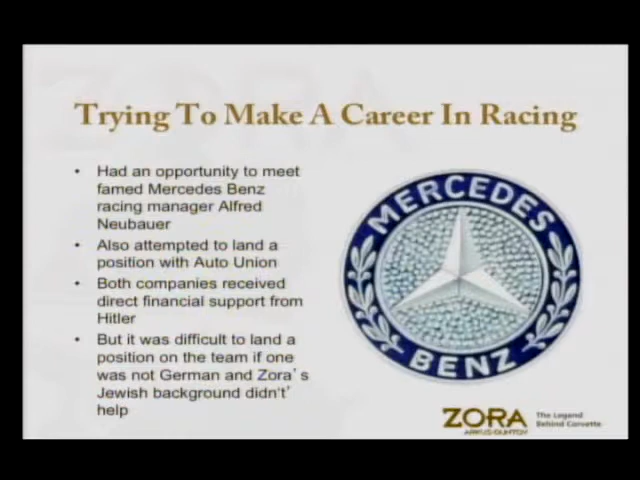 Trying To Make A Career In Racing
• Had an opportunity to meet
famed Mercedes Benz
racing manager Alfred
Neubauer
• Also attempted to land a
position with Auto Union
• Both companies received
direct financial support from
Hitler
• But it was difficult to land a
position on the team if one
was not German and Zora's
Jewish background didn't'
help
MERCEDES
BENZ
ZORA
ARKUS-DUNTOV
The Legend
Behind Corvette